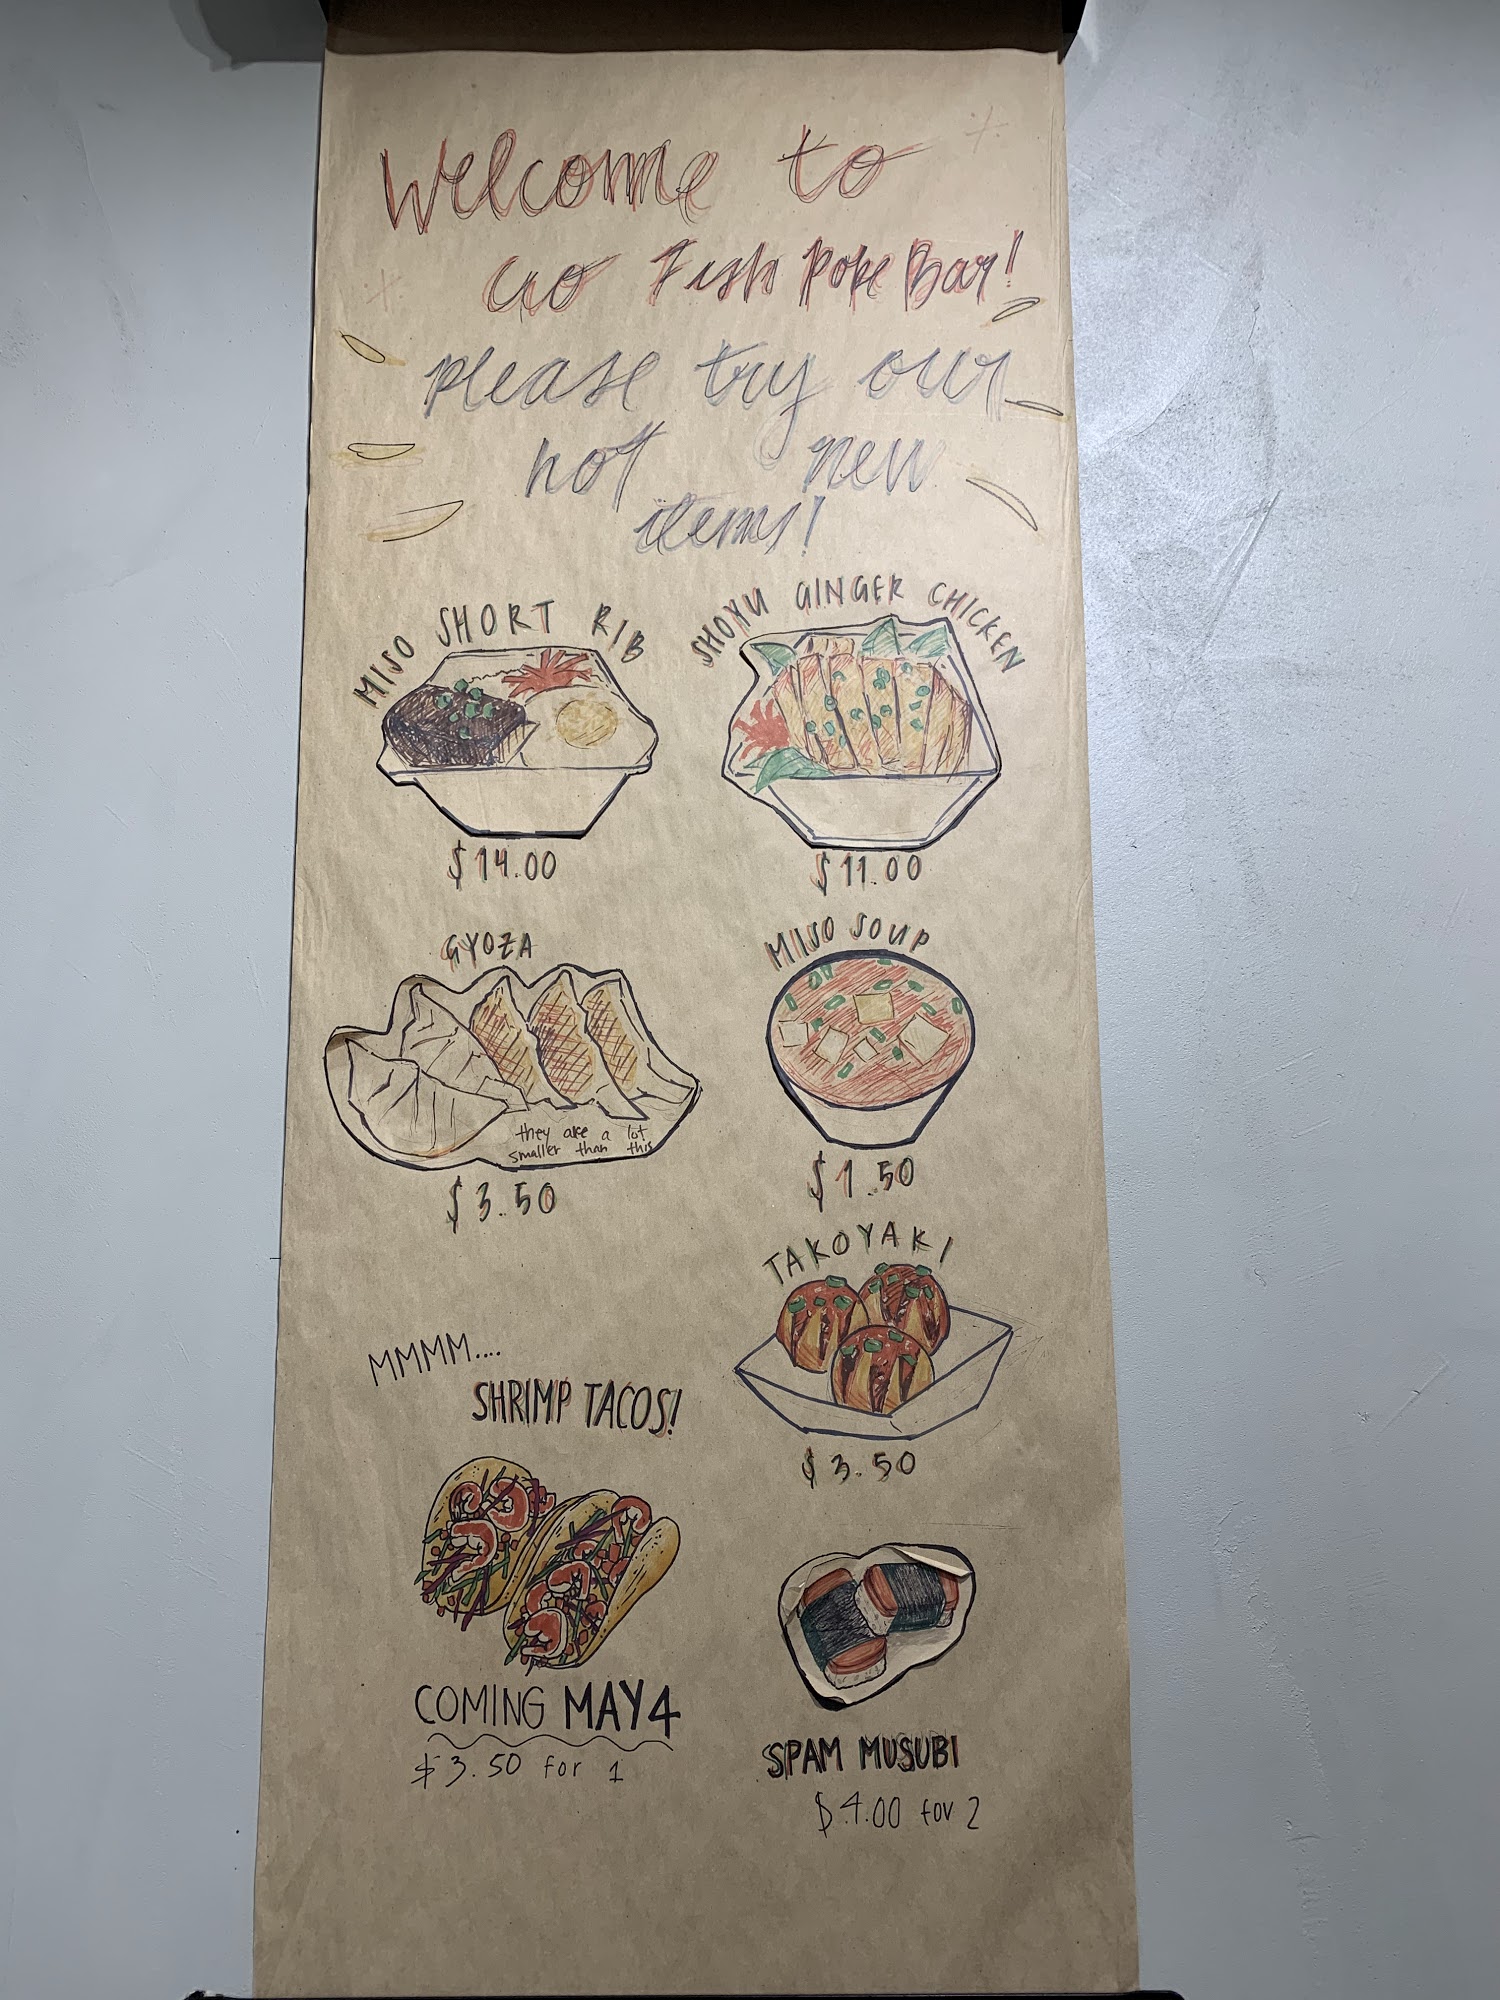 Welcome to
Go Fish Poke Bar!
please try our
hot new
items!
MISO SHORT RIB
$14.00
SHOYU GINGER CHICKEN
$11.00
GYOZA
they are a lot
smaller than this
$3.50
MISO SOUP
$1.50
TAKOYAKI
$3.50
MMMM....
SHRIMP TACOS!
COMING MAY 4
$3.50 for 1
SPAM MUSUBI
$4.00 for 2